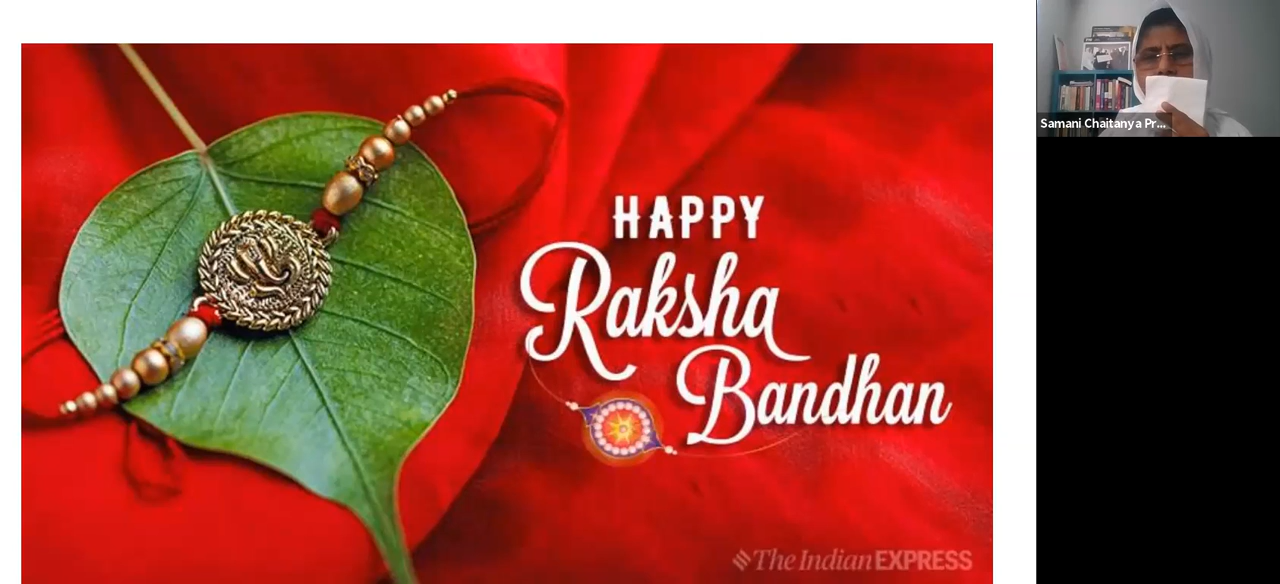 HAPPY
Raksha
Bandhan
The Indian EXPRESS
Samani Chaitanya Pr...